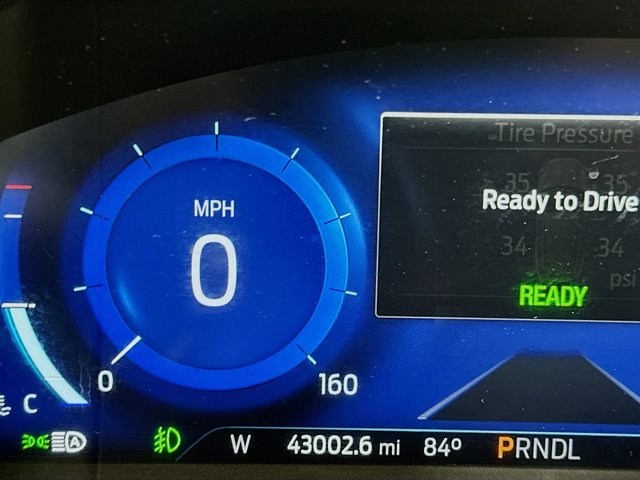 Tire Pressure
35 35
Ready to Drive
34 34
psi
READY
MPH
0
0 160
C
A
W 43002.6 mi 84º PRNDL